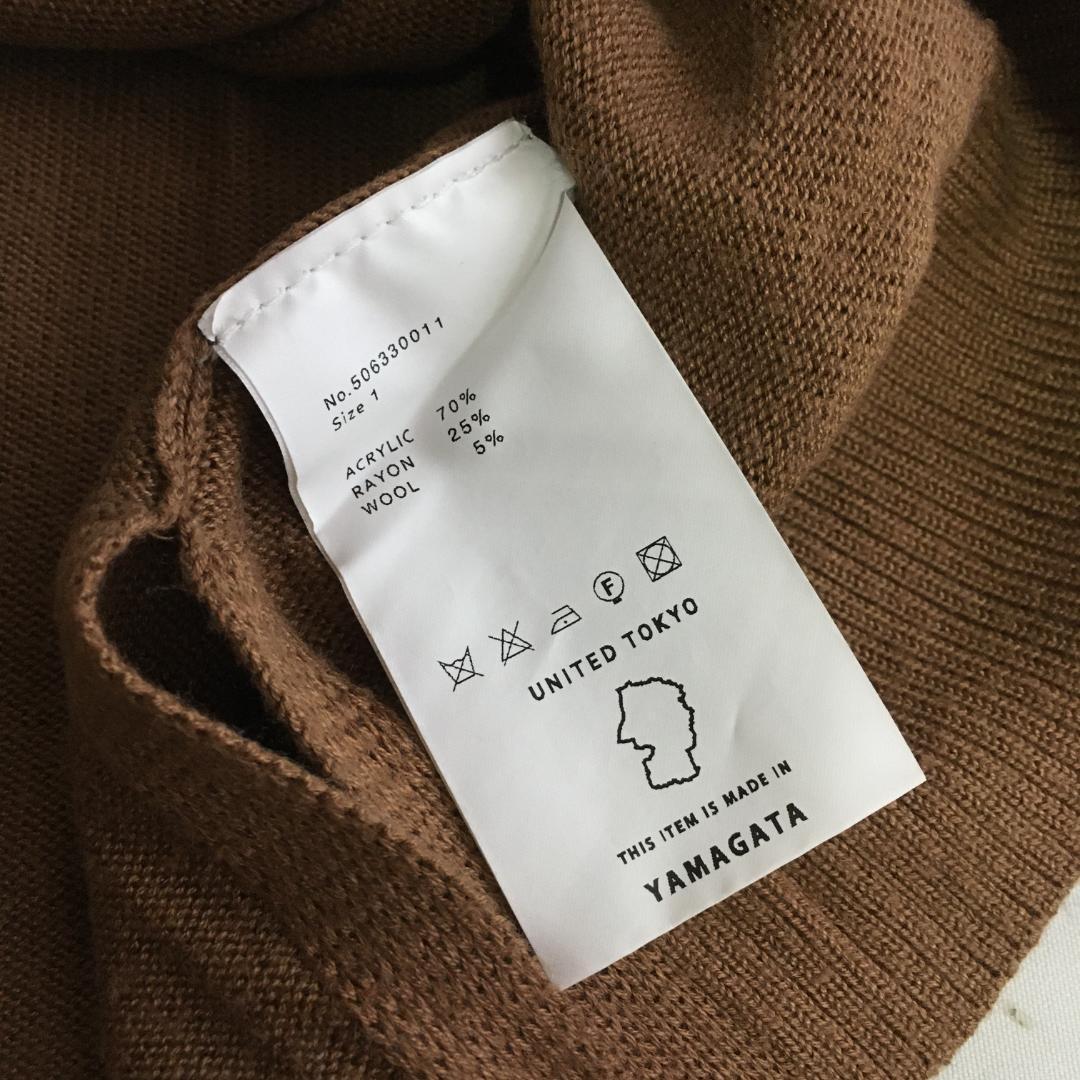 No.506330011
Size 1
ACRYLIC 70%
RAYON 25%
WOOL 5%
F
UNITED TOKYO
THIS ITEM IS MADE IN
YAMAGATA